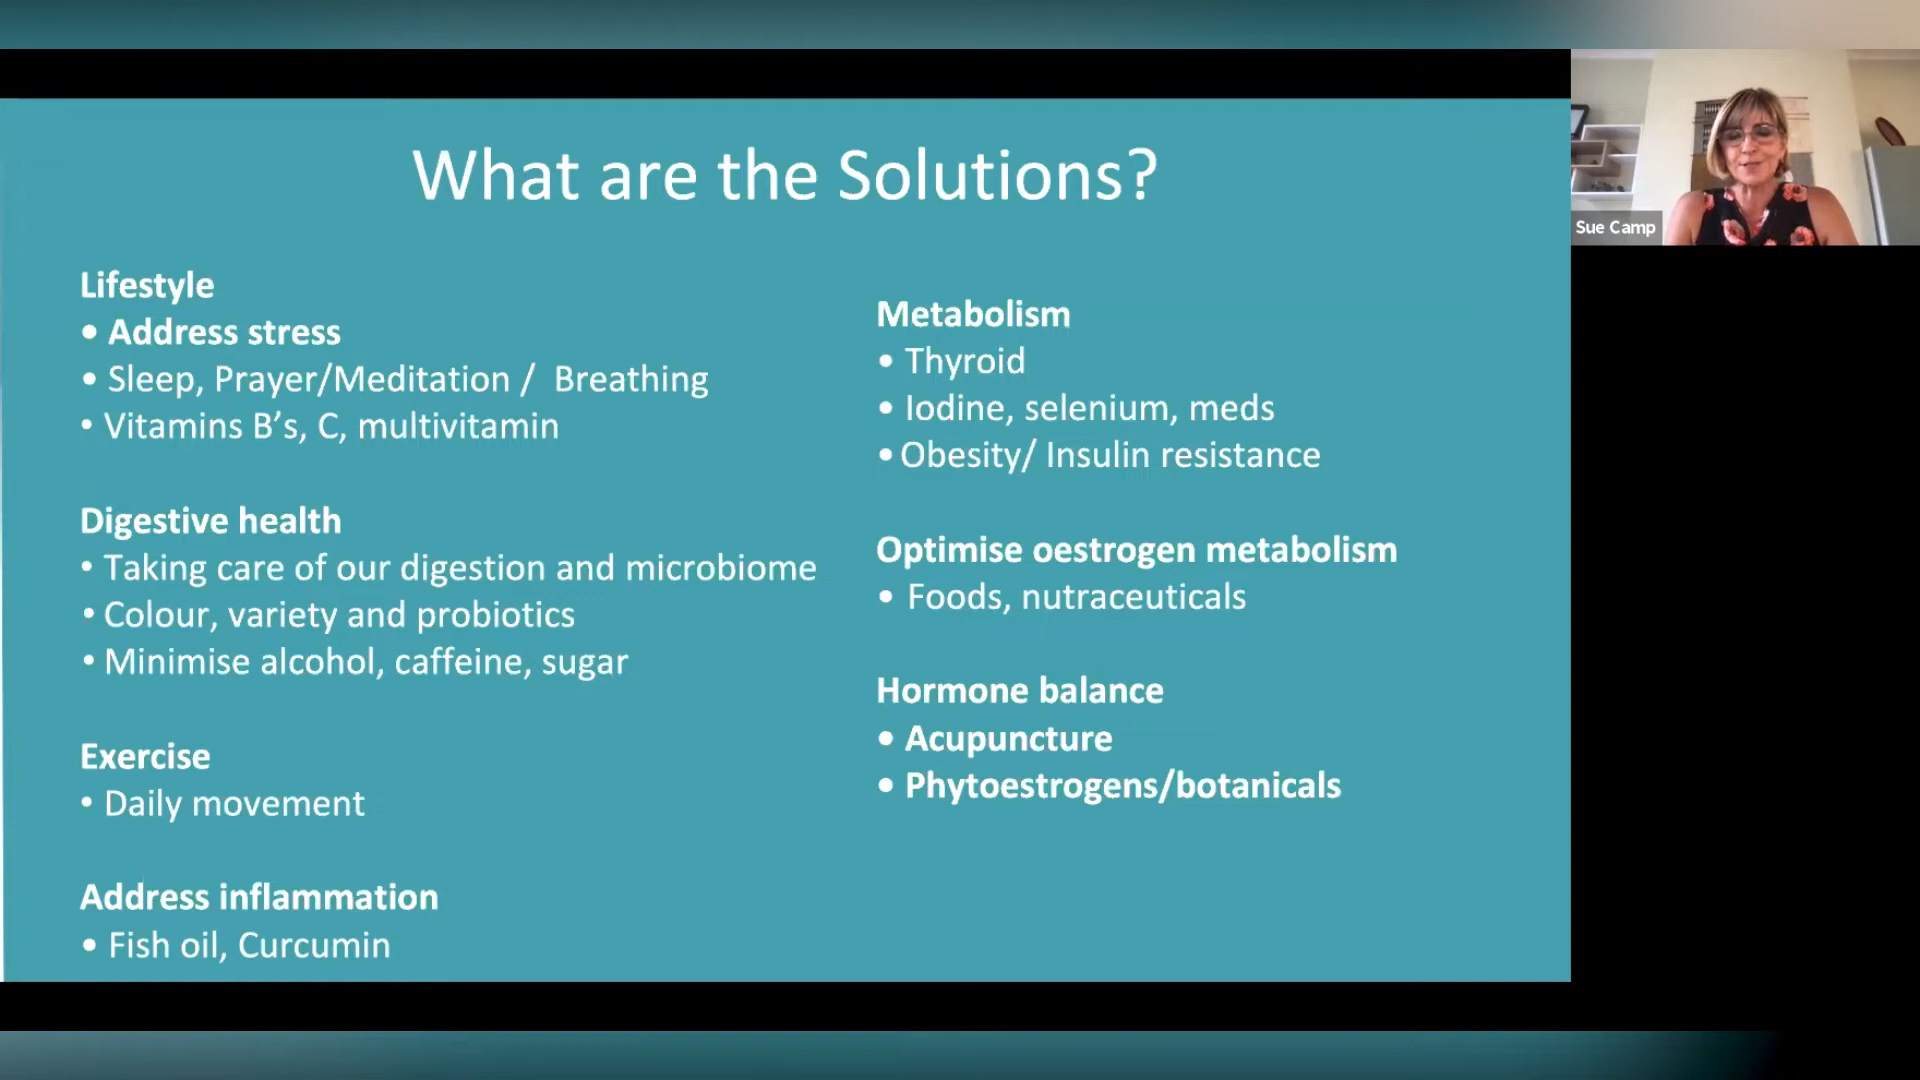 What are the Solutions?
Lifestyle
• Address stress
• Sleep, Prayer/Meditation / Breathing
• Vitamins B’s, C, multivitamin
Digestive health
• Taking care of our digestion and microbiome
• Colour, variety and probiotics
• Minimise alcohol, caffeine, sugar
Exercise
• Daily movement
Address inflammation
• Fish oil, Curcumin
Metabolism
• Thyroid
• Iodine, selenium, meds
• Obesity/ Insulin resistance
Optimise oestrogen metabolism
• Foods, nutraceuticals
Hormone balance
• Acupuncture
• Phytoestrogens/botanicals
Sue Camp